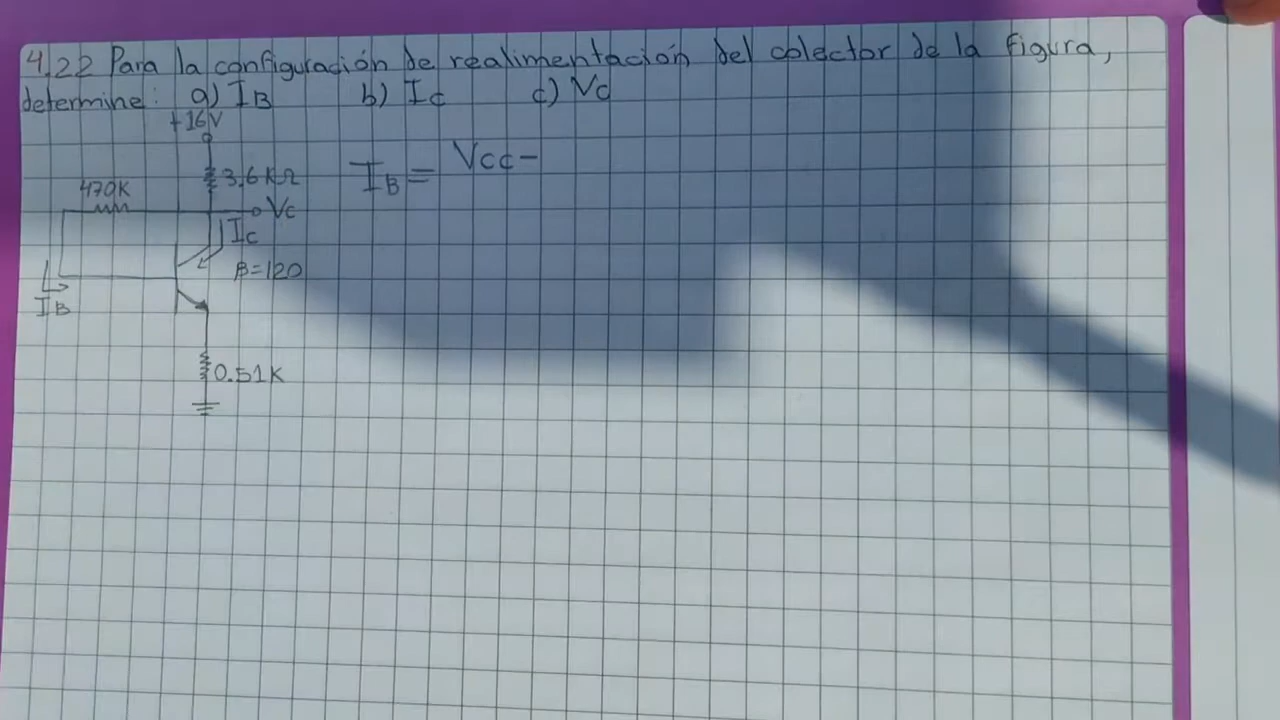 4.22 Para la configuración de realimentación del colector de la figura,
determine: a) IB b) Ic c) Vc
+16V
3.6 KΩ
IB = Vcc -
470K
Vc
Ic
β=120
IB
0.51K